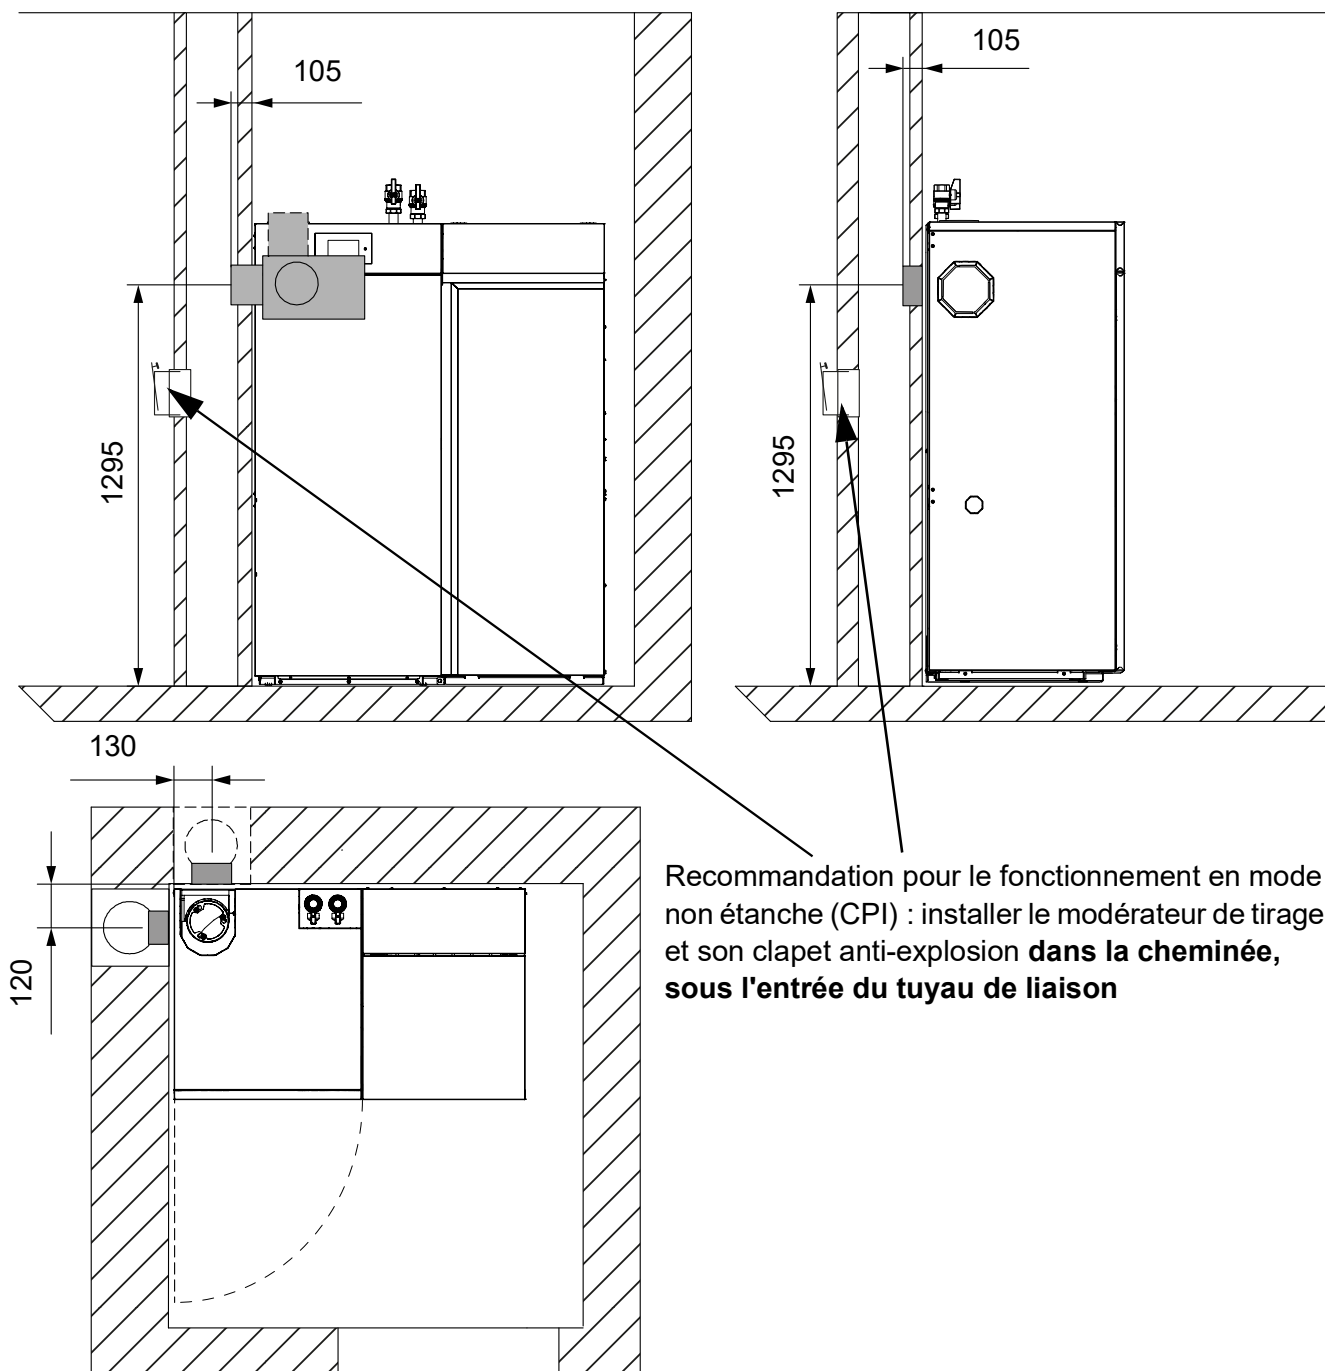 105
105
1295
1295
130
120
Recommandation pour le fonctionnement en mode
non étanche (CPI) : installer le modérateur de tirage
et son clapet anti-explosion dans la cheminée,
sous l'entrée du tuyau de liaison